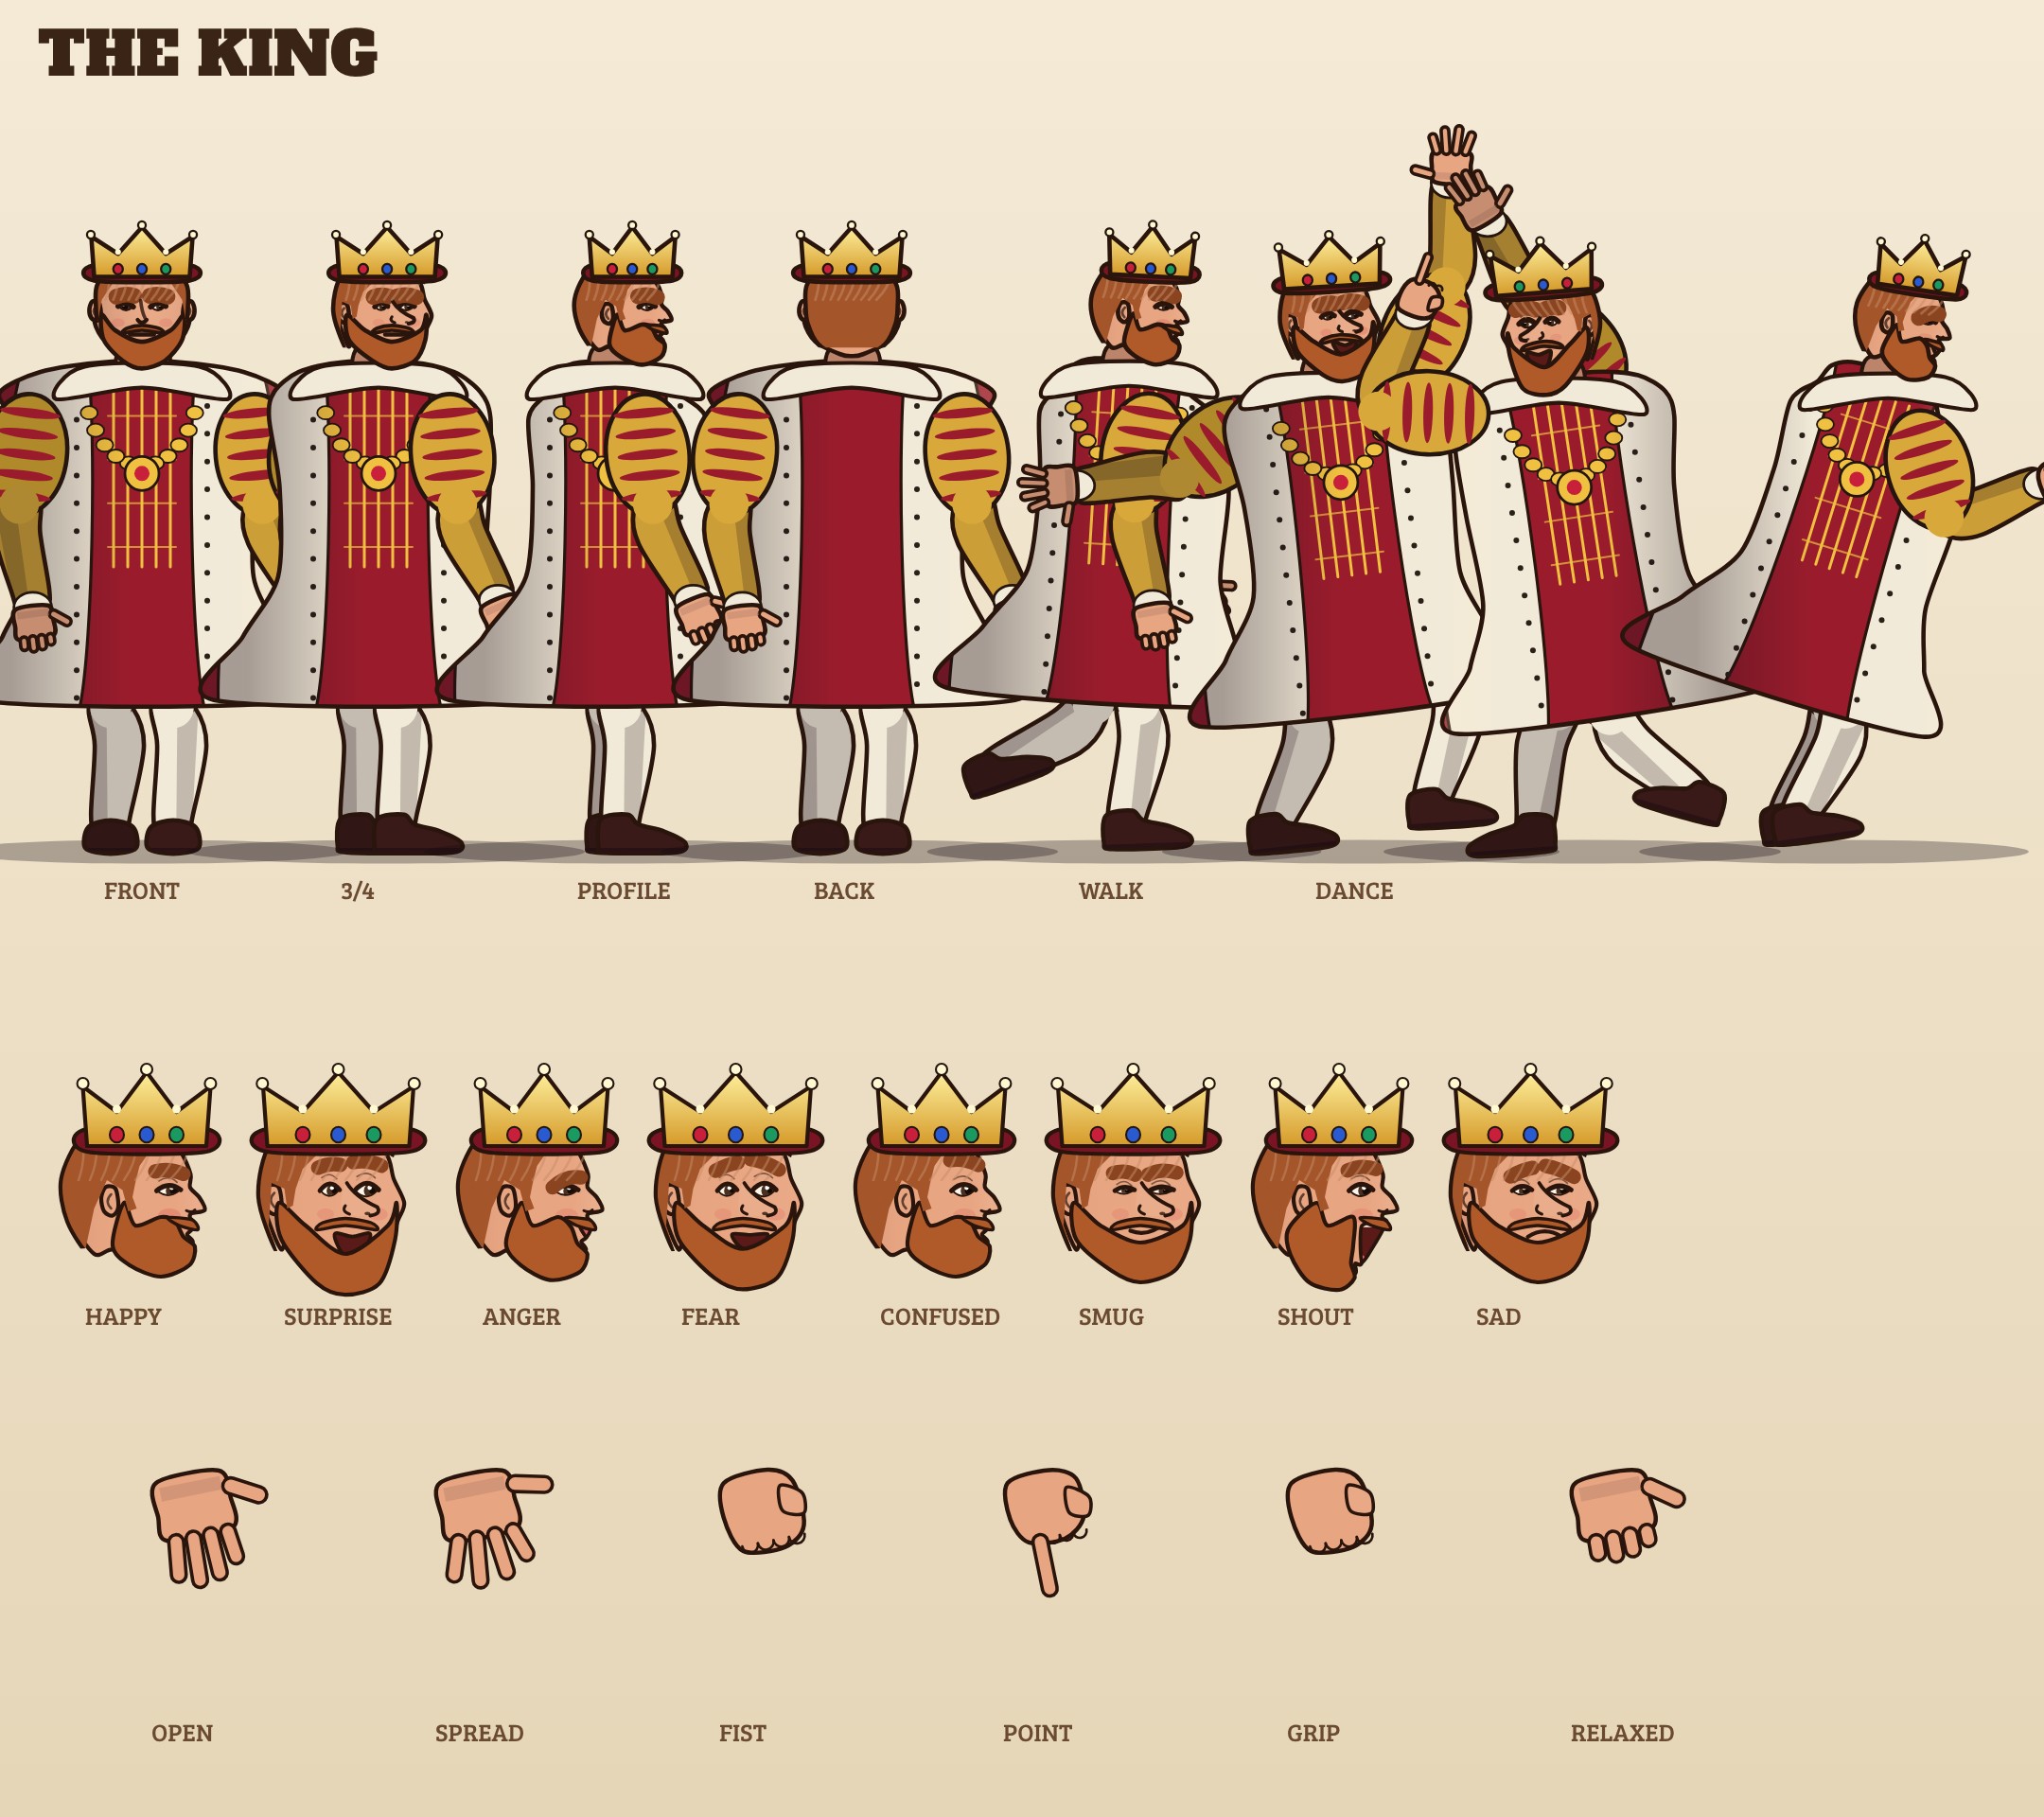 THE KING
FRONT 3/4 PROFILE BACK WALK DANCE
HAPPY SURPRISE ANGER FEAR CONFUSED SMUG SHOUT SAD
OPEN SPREAD FIST POINT GRIP RELAXED